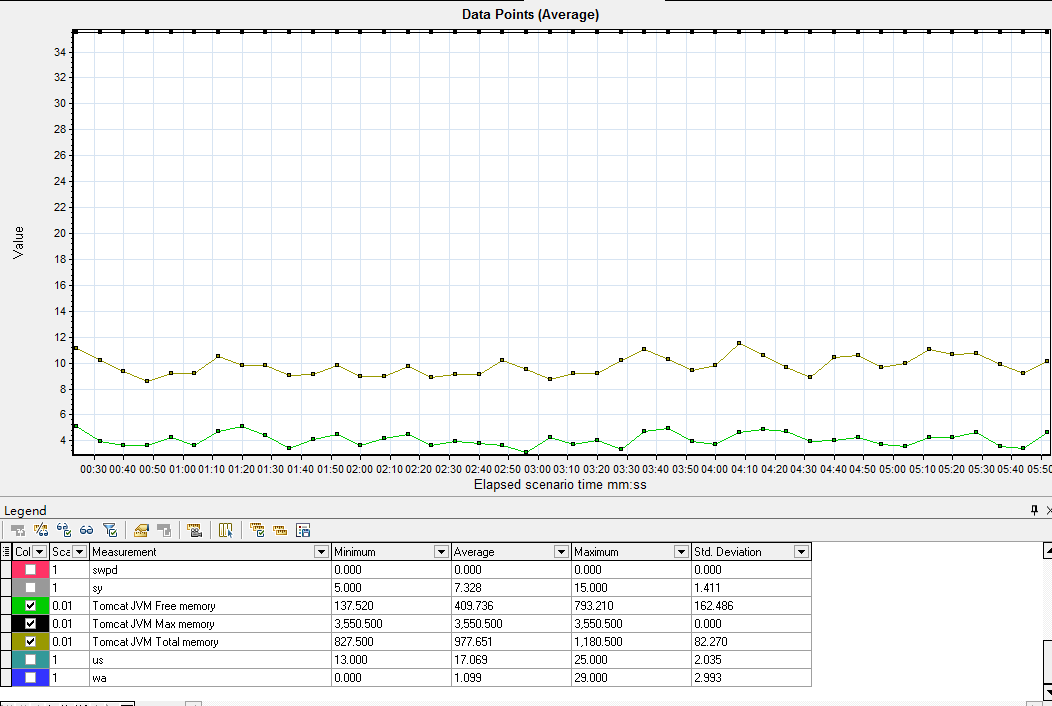 Data Points (Average)
34
32
30
28
26
24
22
20
18
16
14
12
10
8
6
4
Value
00:30 00:40 00:50 01:00 01:10 01:20 01:30 01:40 01:50 02:00 02:10 02:20 02:30 02:40 02:50 03:00 03:10 03:20 03:30 03:40 03:50 04:00 04:10 04:20 04:30 04:40 04:50 05:00 05:10 05:20 05:30 05:40 05:50
Elapsed scenario time mm:ss
Legend
Col Sca Measurement Minimum Average Maximum Std. Deviation
1 swpd 0.000 0.000 0.000 0.000
1 sy 5.000 7.328 15.000 1.411
0.01 Tomcat JVM Free memory 137.520 409.736 793.210 162.486
0.01 Tomcat JVM Max memory 3,550.500 3,550.500 3,550.500 0.000
0.01 Tomcat JVM Total memory 827.500 977.651 1,180.500 82.270
1 us 13.000 17.069 25.000 2.035
1 wa 0.000 1.099 29.000 2.993